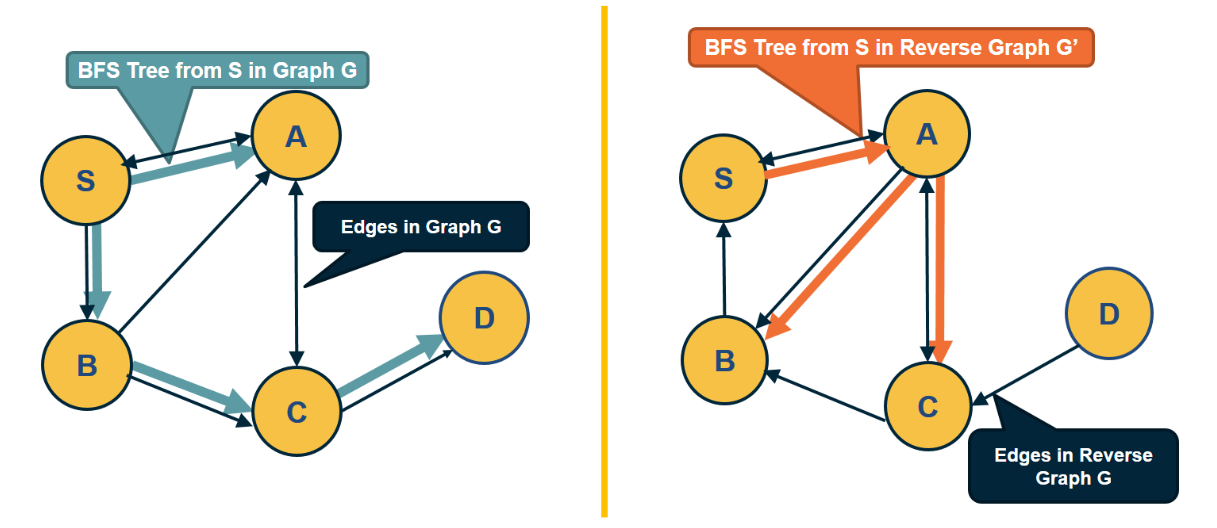 BFS Tree from S in Graph G
A
S
Edges in Graph G
D
B
C
BFS Tree from S in Reverse Graph G’
A
S
D
B
C
Edges in Reverse
Graph G